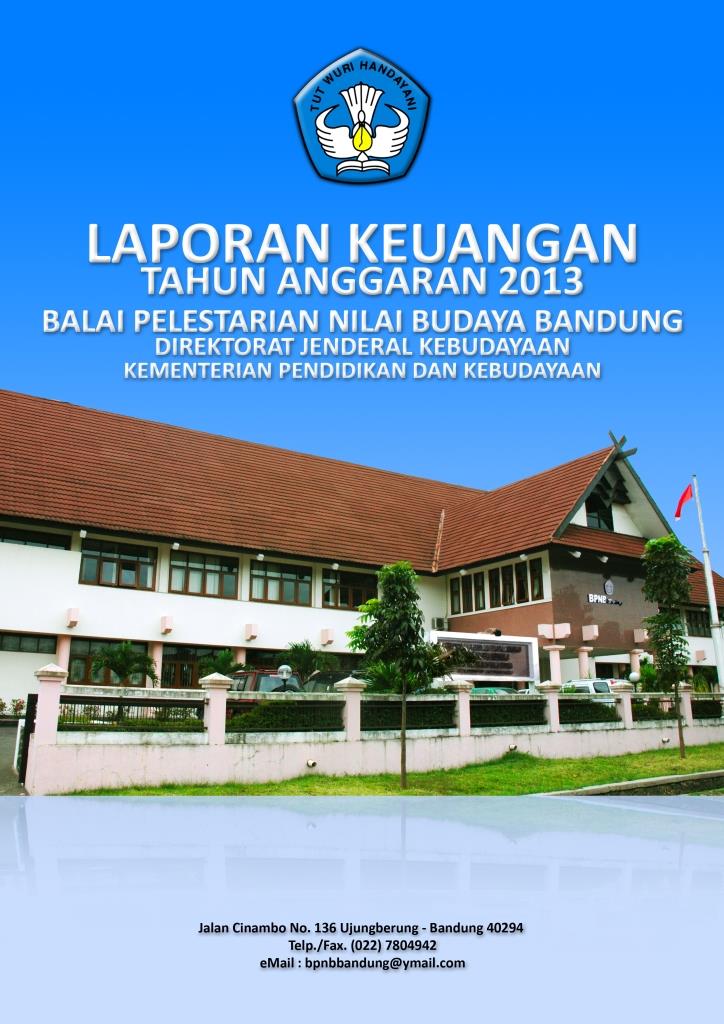 TUT WURI HANDAYANI
LAPORAN KEUANGAN
TAHUN ANGGARAN 2013
BALAI PELESTARIAN NILAI BUDAYA BANDUNG
DIREKTORAT JENDERAL KEBUDAYAAN
KEMENTERIAN PENDIDIKAN DAN KEBUDAYAAN
BPNB
Jalan Cinambo No. 136 Ujungberung - Bandung 40294
Telp./Fax. (022) 7804942
eMail : bpnbbandung@ymail.com